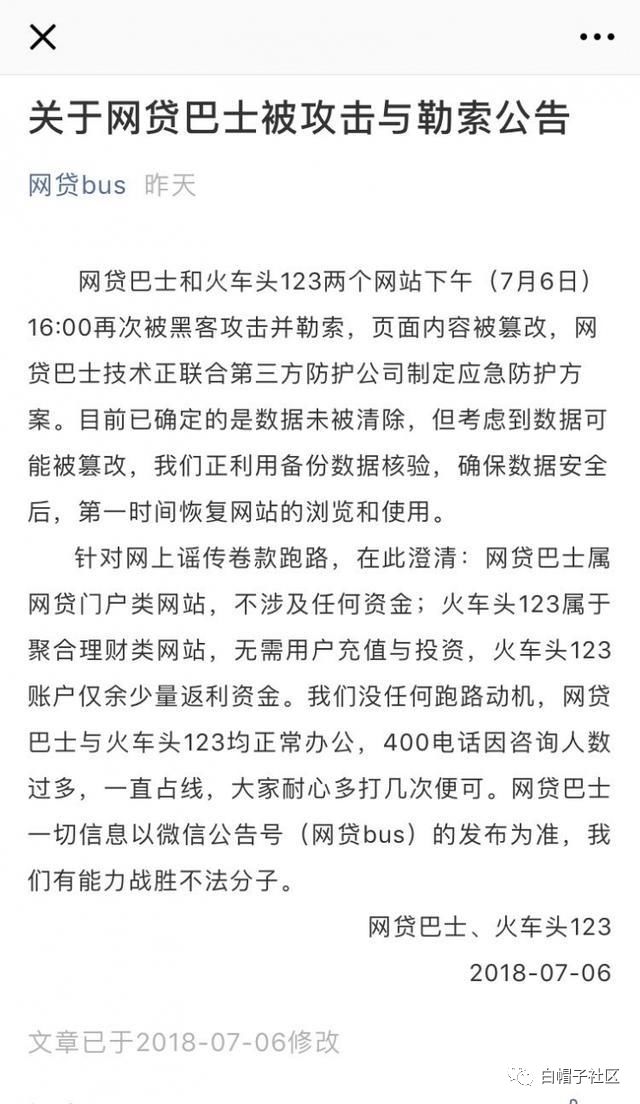 关于网贷巴士被攻击与勒索公告
网贷bus 昨天
网贷巴士和火车头123两个网站下午（7月6日）
16:00再次被黑客攻击并勒索，页面内容被篡改，网
贷巴士技术正联合第三方防护公司制定应急防护方
案。目前已确定的是数据未被清除，但考虑到数据可
能被篡改，我们正利用备份数据核验，确保数据安全
后，第一时间恢复网站的浏览和使用。
针对网上谣传卷款跑路，在此澄清：网贷巴士属
网贷门户类网站，不涉及任何资金；火车头123属于
聚合理财类网站，无需用户充值与投资，火车头123
账户仅余少量返利资金。我们没任何跑路动机，网贷
巴士与火车头123均正常办公，400电话因咨询人数
过多，一直占线，大家耐心多打几次便可。网贷巴士
一切信息以微信公告号（网贷bus）的发布为准，我
们有能力战胜不法分子。
网贷巴士、火车头123
2018-07-06
文章已于2018-07-06修改
白帽子社区